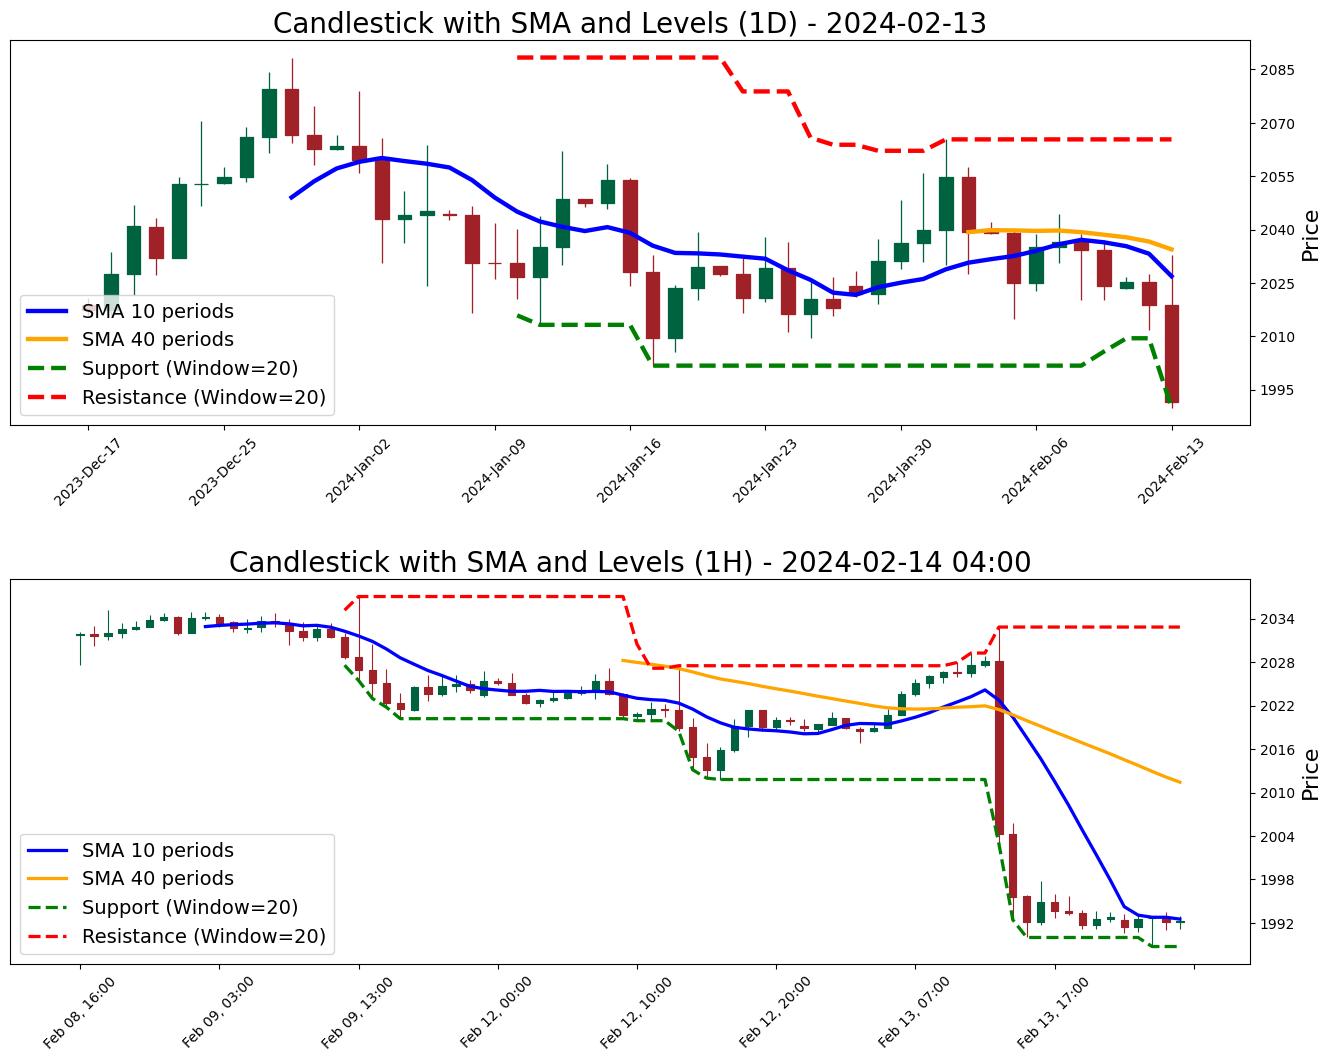 Candlestick with SMA and Levels (1D) - 2024-02-13
2085
2070
2055
2040
2025
2010
1995
Price
SMA 10 periods
SMA 40 periods
Support (Window=20)
Resistance (Window=20)
2023-Dec-17
2023-Dec-25
2024-Jan-02
2024-Jan-09
2024-Jan-16
2024-Jan-23
2024-Jan-30
2024-Feb-06
2024-Feb-13
Candlestick with SMA and Levels (1H) - 2024-02-14 04:00
2034
2028
2022
2016
2010
2004
1998
1992
Price
SMA 10 periods
SMA 40 periods
Support (Window=20)
Resistance (Window=20)
Feb 08, 16:00
Feb 09, 03:00
Feb 09, 13:00
Feb 12, 00:00
Feb 12, 10:00
Feb 12, 20:00
Feb 13, 07:00
Feb 13, 17:00